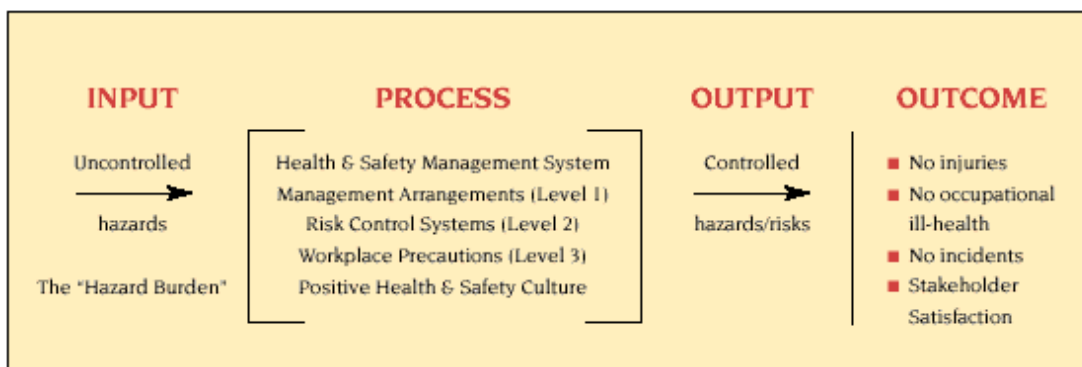 INPUT
Uncontrolled
hazards
The "Hazard Burden"
PROCESS
Health & Safety Management System
Management Arrangements (Level 1)
Risk Control Systems (Level 2)
Workplace Precautions (Level 3)
Positive Health & Safety Culture
OUTPUT
Controlled
hazards/risks
OUTCOME
No injuries
No occupational
ill-health
No incidents
Stakeholder
Satisfaction